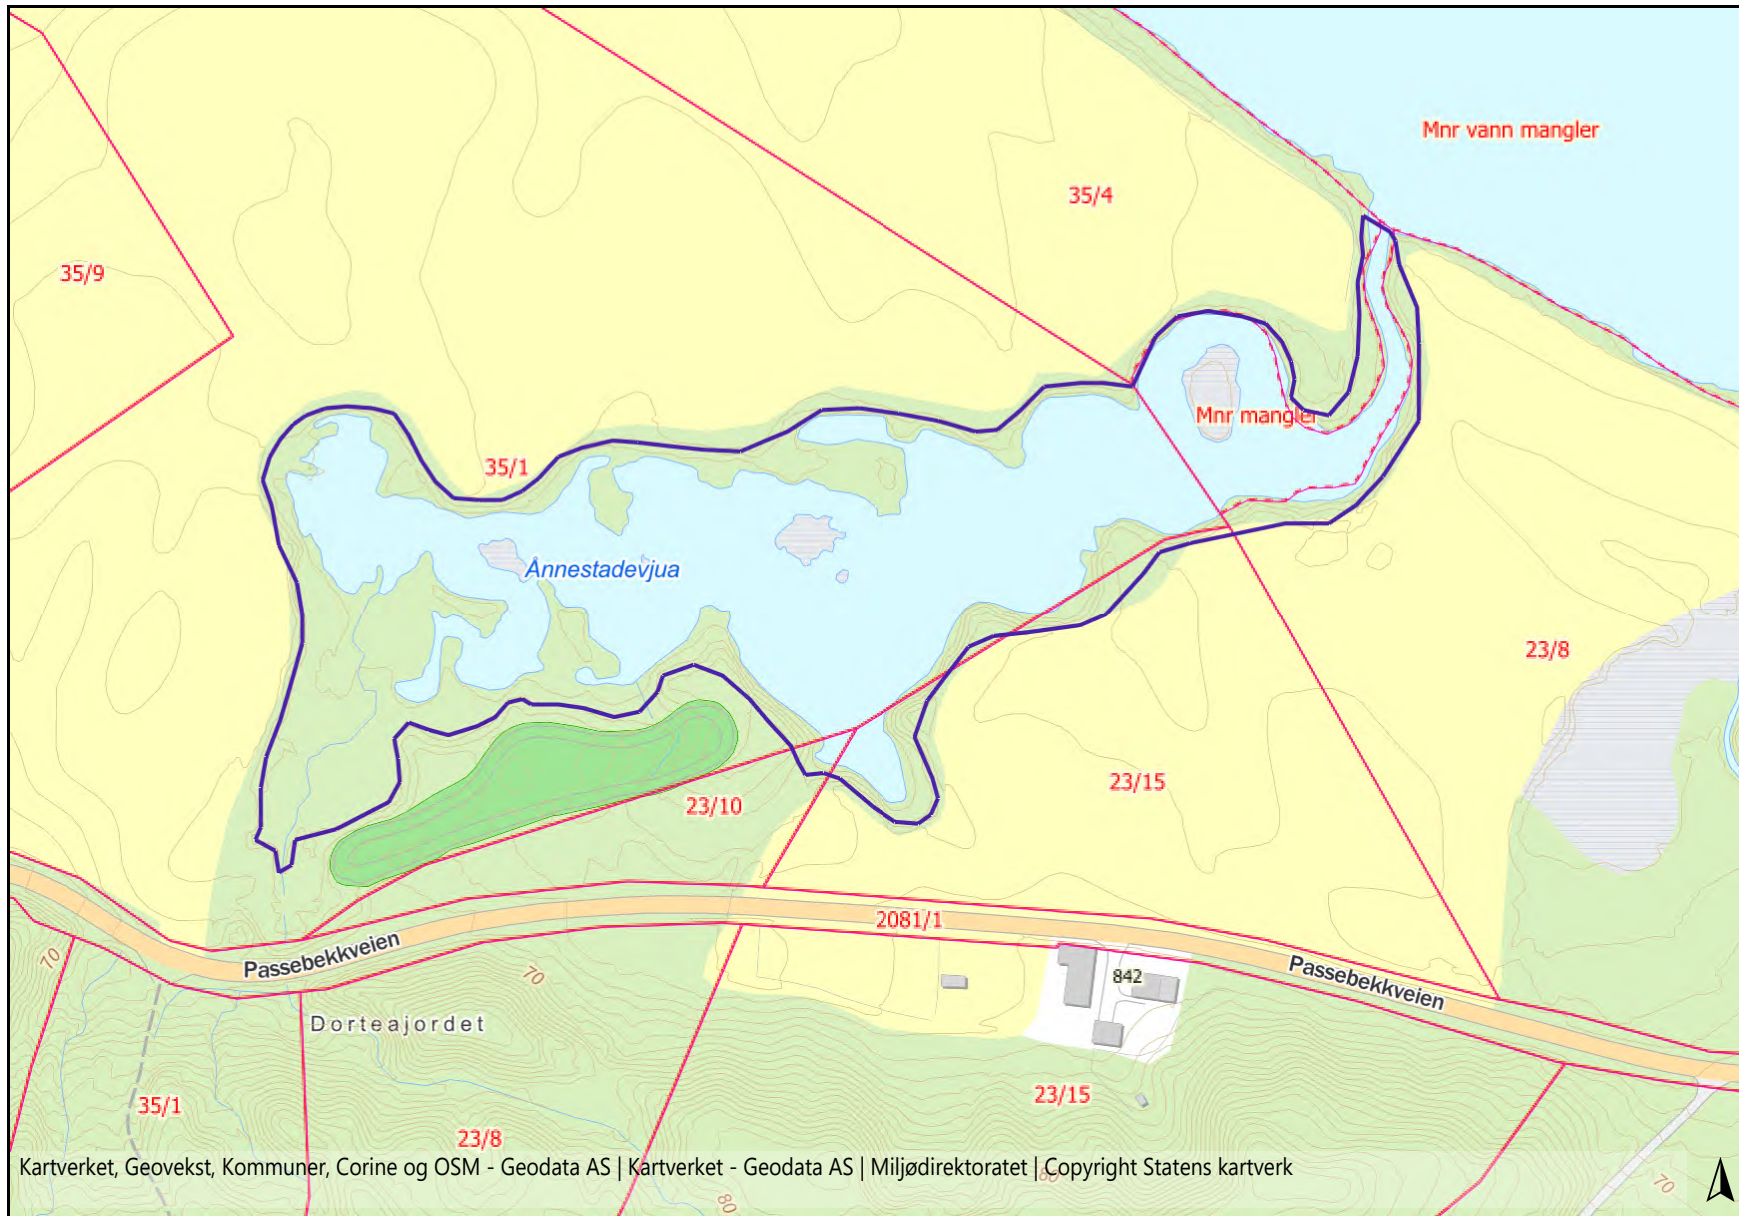 Mnr vann mangler
35/4
35/9
Mnr mangler
35/1
Ånnestadevjua
23/8
23/15
23/10
2081/1
Passebekkveien
842
Passebekkveien
70
70
Dorteajordet
35/1
23/8
23/15
80
80
70
Kartverket, Geovekst, Kommuner, Corine og OSM - Geodata AS | Kartverket - Geodata AS | Miljødirektoratet | Copyright Statens kartverk